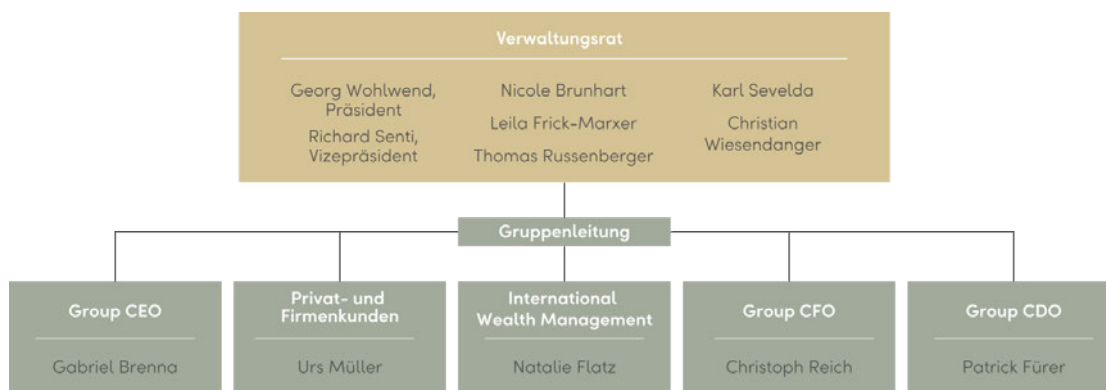 Verwaltungsrat
Georg Wohlwend,
Präsident
Richard Senti,
Vizepräsident
Nicole Brunhart
Leila Frick-Marxer
Thomas Russenberger
Karl Sevelda
Christian
Wiesendanger
Gruppenleitung
Group CEO
Gabriel Brenna
Privat- und
Firmenkunden
Urs Müller
International
Wealth Management
Natalie Flatz
Group CFO
Christoph Reich
Group CDO
Patrick Fürer